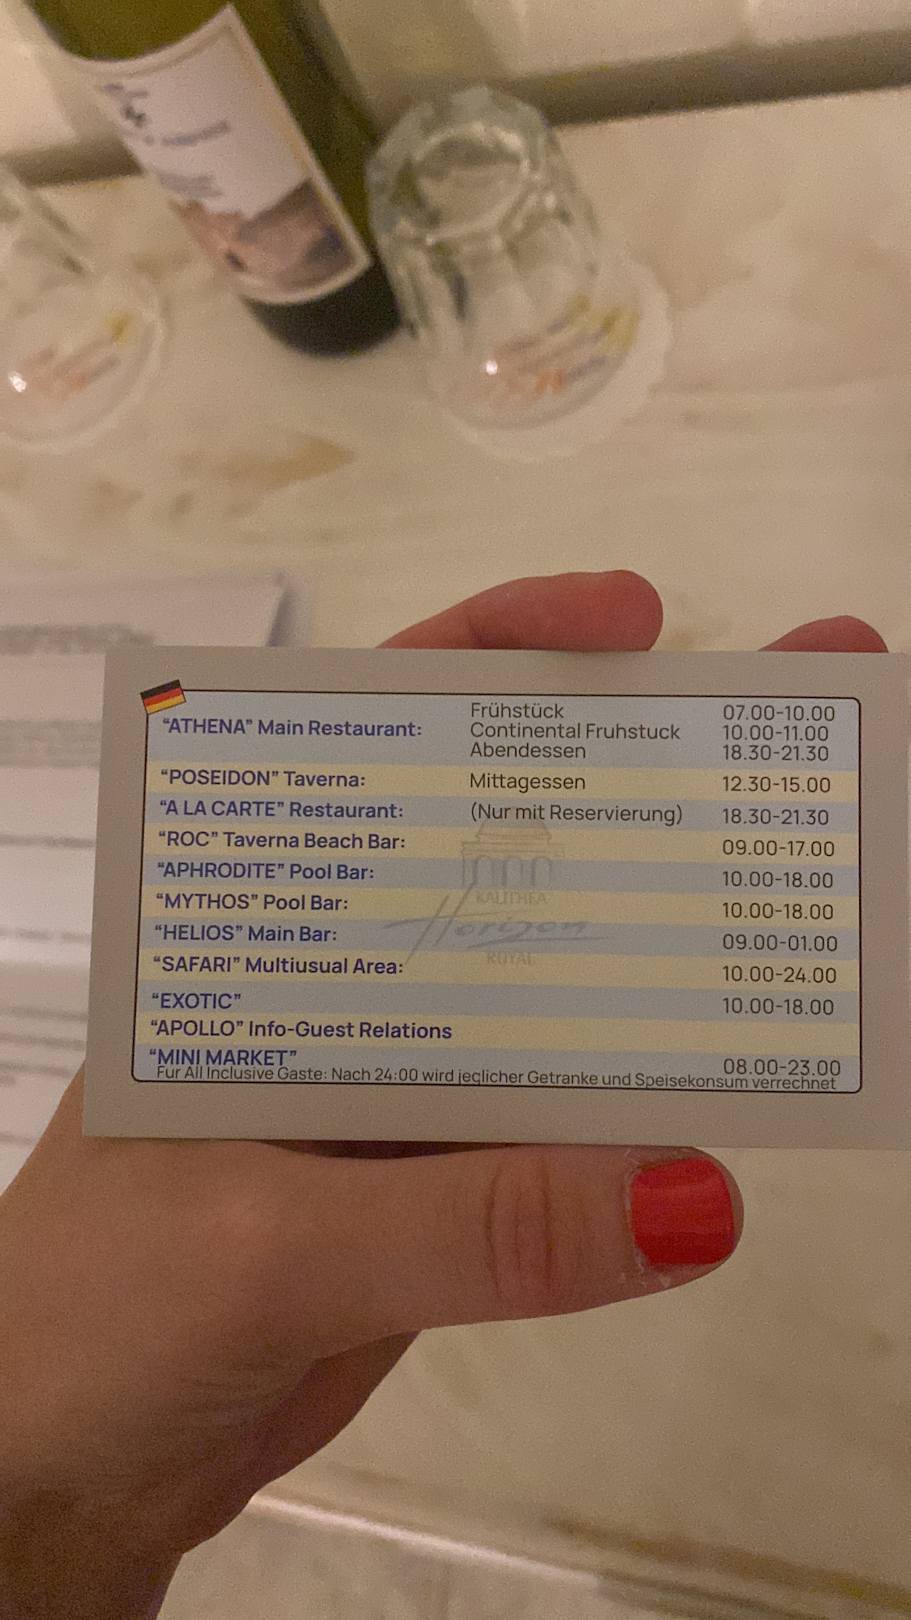 "ATHENA" Main Restaurant:
Frühstück 07.00-10.00
Continental Fruhstuck 10.00-11.00
Abendessen 18.30-21.30
"POSEIDON" Taverna: Mittagessen 12.30-15.00
"A LA CARTE" Restaurant: (Nur mit Reservierung) 18.30-21.30
"ROC" Taverna Beach Bar: 09.00-17.00
"APHRODITE" Pool Bar: 10.00-18.00
"MYTHOS" Pool Bar: 10.00-18.00
"HELIOS" Main Bar: 09.00-01.00
"SAFARI" Multiusual Area: 10.00-24.00
"EXOTIC" 10.00-18.00
"APOLLO" Info-Guest Relations
"MINI MARKET" 08.00-23.00
Fur All Inclusive Gaste: Nach 24:00 wird jeglicher Getranke und Speisekonsum verrechnet
KALITHEA
Horizon
ROYAL